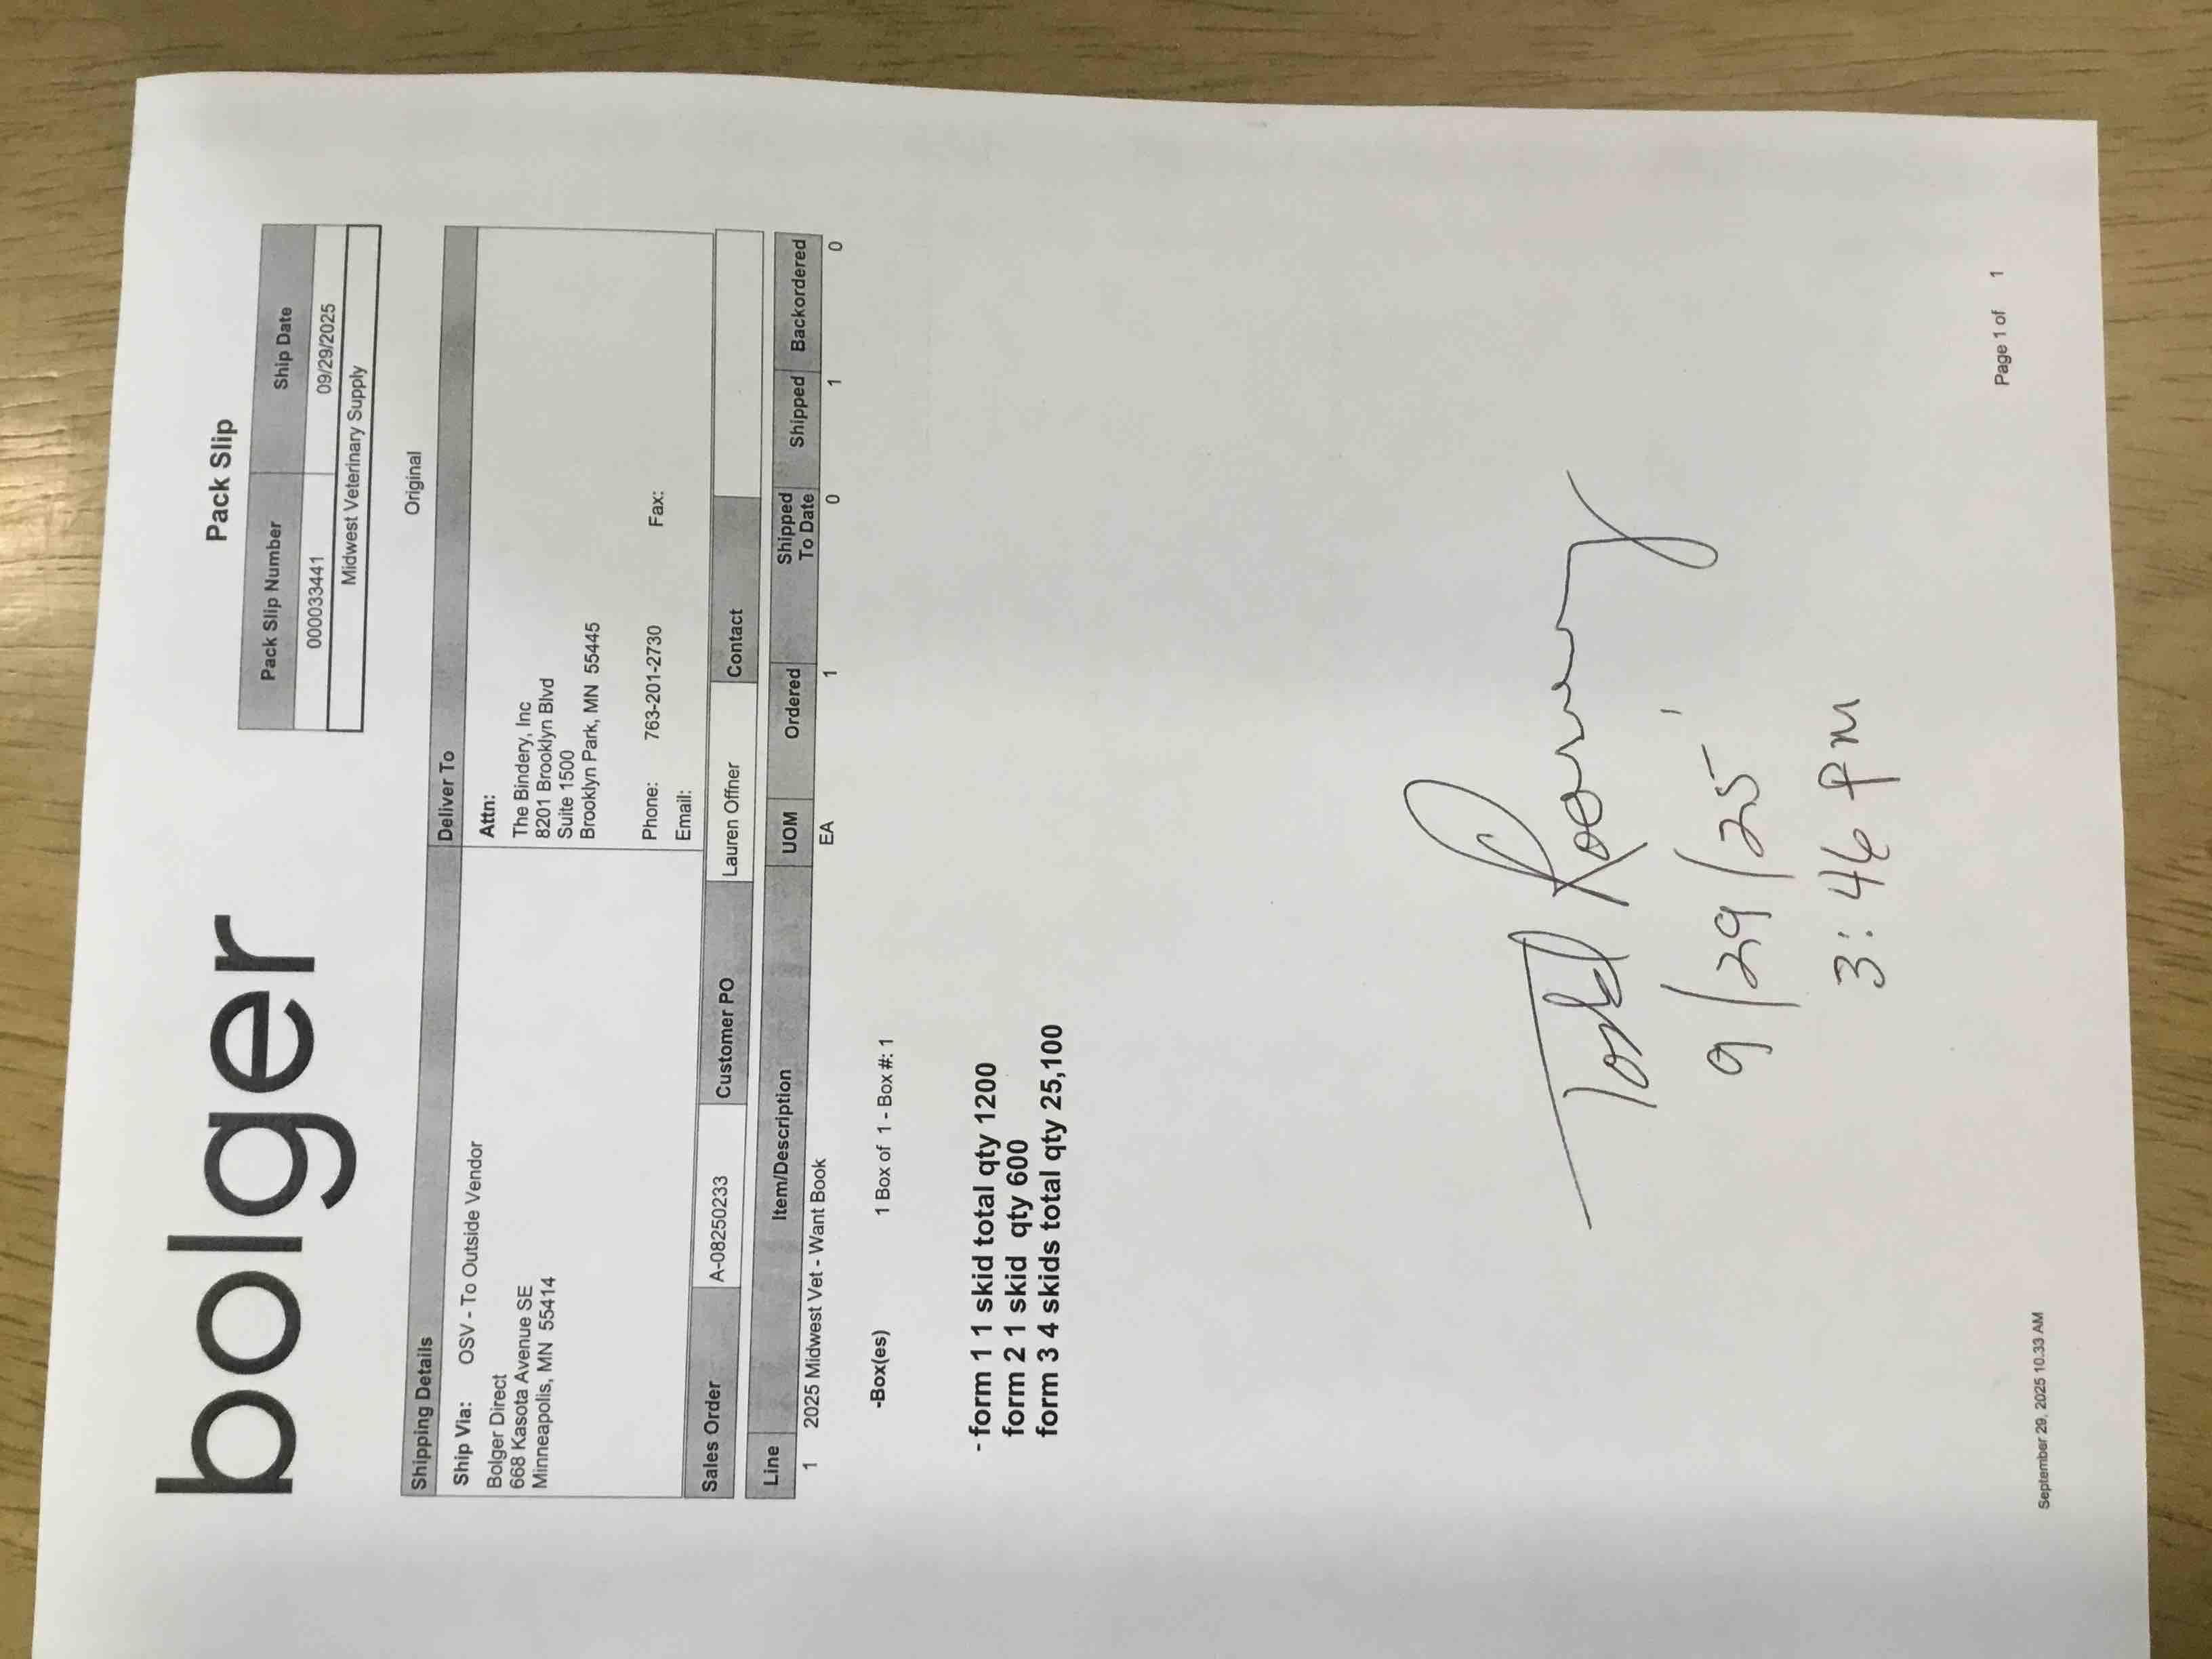 bolger
Pack Slip
Pack Slip Number Ship Date
0000033441 09/29/2025
Midwest Veterinary Supply
Original
Shipping Details Deliver To
Ship Via: OSV - To Outside Vendor
Bolger Direct
668 Kasota Avenue SE
Minneapolis, MN 55414
Attn:
The Bindery, Inc
8201 Brooklyn Blvd
Suite 1500
Brooklyn Park, MN 55445
Phone: 763-201-2730 Fax:
Email:
Sales Order A-08250233 Customer PO Lauren Offner Contact
Line Item/Description UOM Ordered Shipped To Date Shipped Backordered
1 2025 Midwest Vet - Want Book EA 1 0 1 0
-Box(es) 1 Box of 1 - Box #: 1
- form 1 1 skid total qty 1200
form 2 1 skid qty 600
form 3 4 skids total qty 25,100
Todd
9/29/25
3:46 PM
September 29, 2025 10.33 AM Page 1 of 1